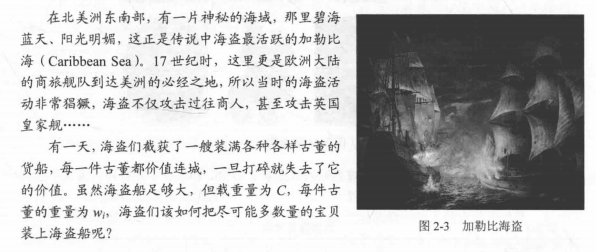 在北美洲东南部，有一片神秘的海域，那里碧海
蓝天、阳光明媚，这正是传说中海盗最活跃的加勒比
海（Caribbean Sea）。17 世纪时，这里更是欧洲大陆
的商旅舰队到达美洲的必经之地，所以当时的海盗活
动非常猖獗，海盗不仅攻击过往商人，甚至攻击英国
皇家舰……
有一天，海盗们截获了一艘装满各种各样古董的
货船，每一件古董都价值连城，一旦打碎就失去了它
的价值。虽然海盗船足够大，但载重量为 C，每件古
董的重量为 wi，海盗们该如何把尽可能多数量的宝贝
装上海盗船呢？
图 2-3 加勒比海盗